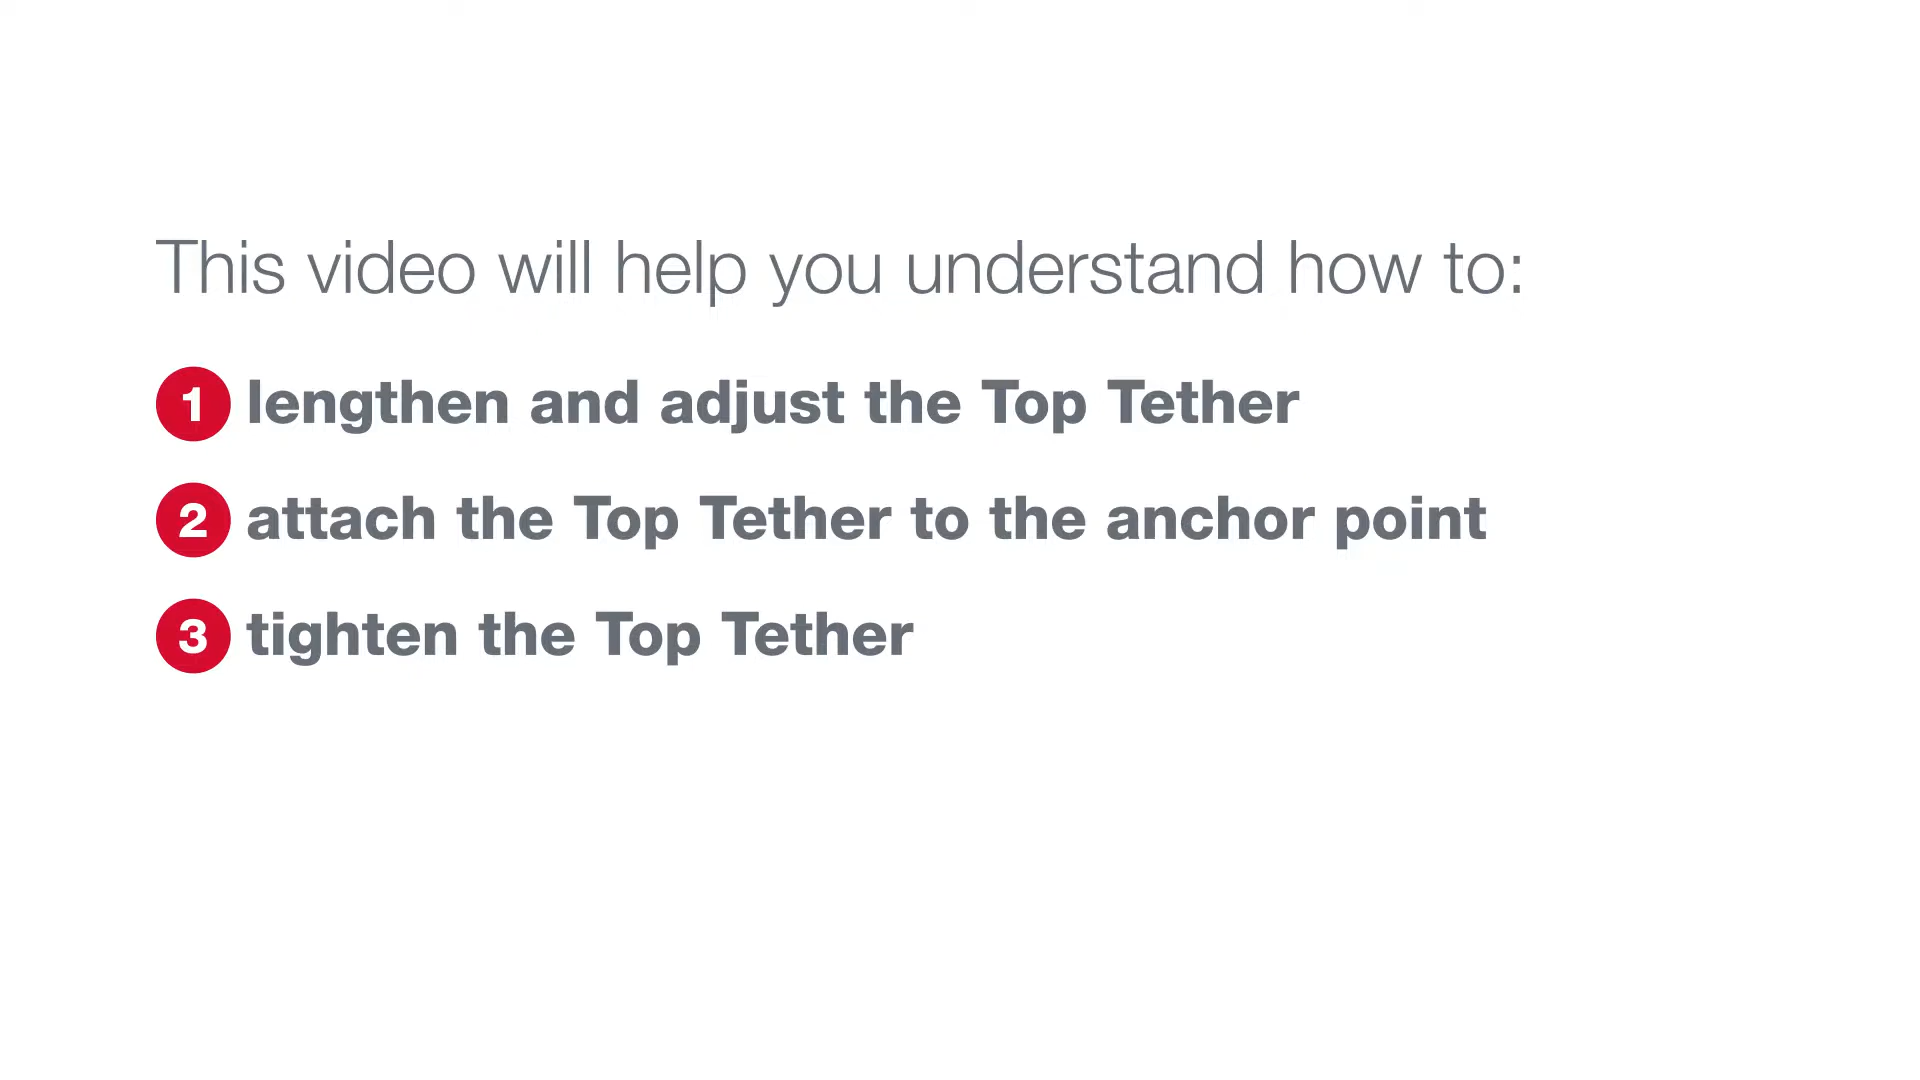 This video will help you understand how to:
1 lengthen and adjust the Top Tether
2 attach the Top Tether to the anchor point
3 tighten the Top Tether